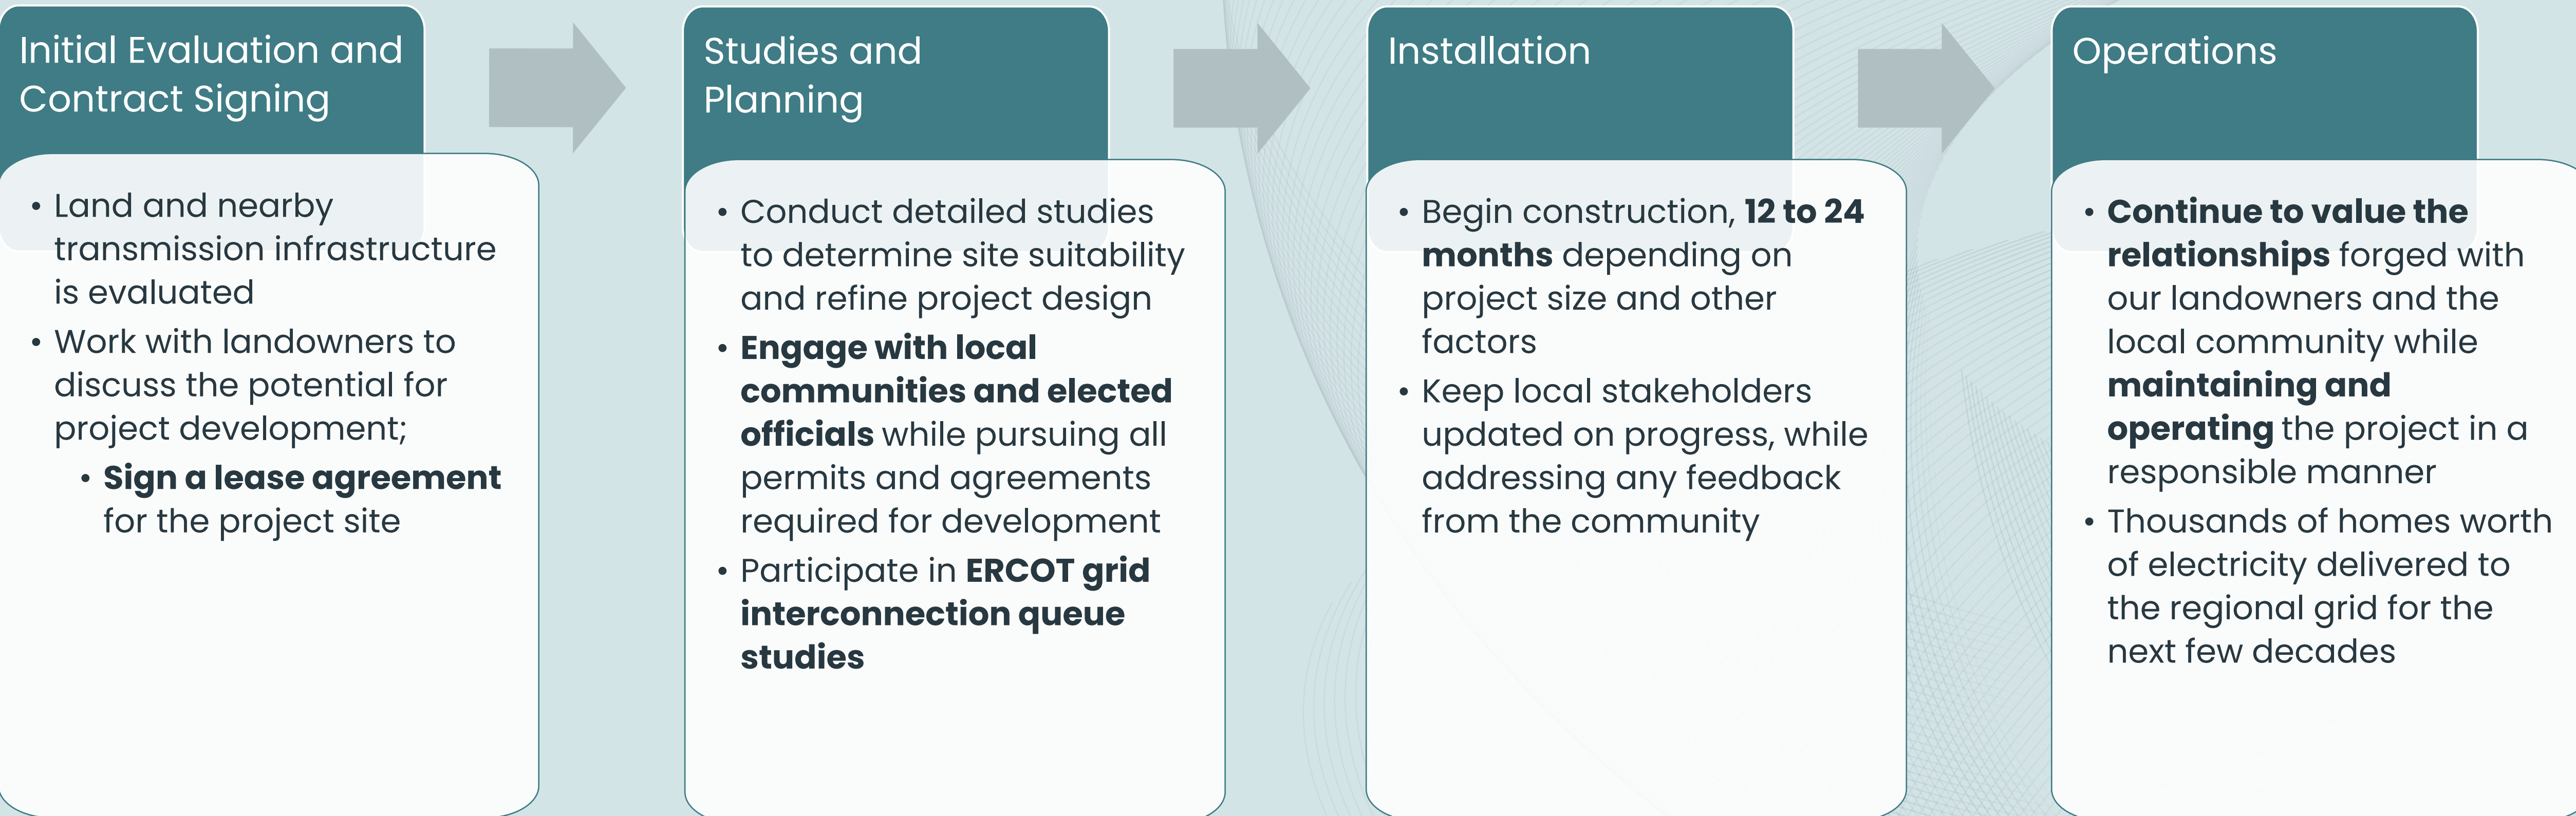 Initial Evaluation and
Contract Signing
• Land and nearby
transmission infrastructure
is evaluated
• Work with landowners to
discuss the potential for
project development;
• Sign a lease agreement
for the project site
Studies and
Planning
• Conduct detailed studies
to determine site suitability
and refine project design
• Engage with local
communities and elected
officials while pursuing all
permits and agreements
required for development
• Participate in ERCOT grid
interconnection queue
studies
Installation
• Begin construction, 12 to 24
months depending on
project size and other
factors
• Keep local stakeholders
updated on progress, while
addressing any feedback
from the community
Operations
• Continue to value the
relationships forged with
our landowners and the
local community while
maintaining and
operating the project in a
responsible manner
• Thousands of homes worth
of electricity delivered to
the regional grid for the
next few decades